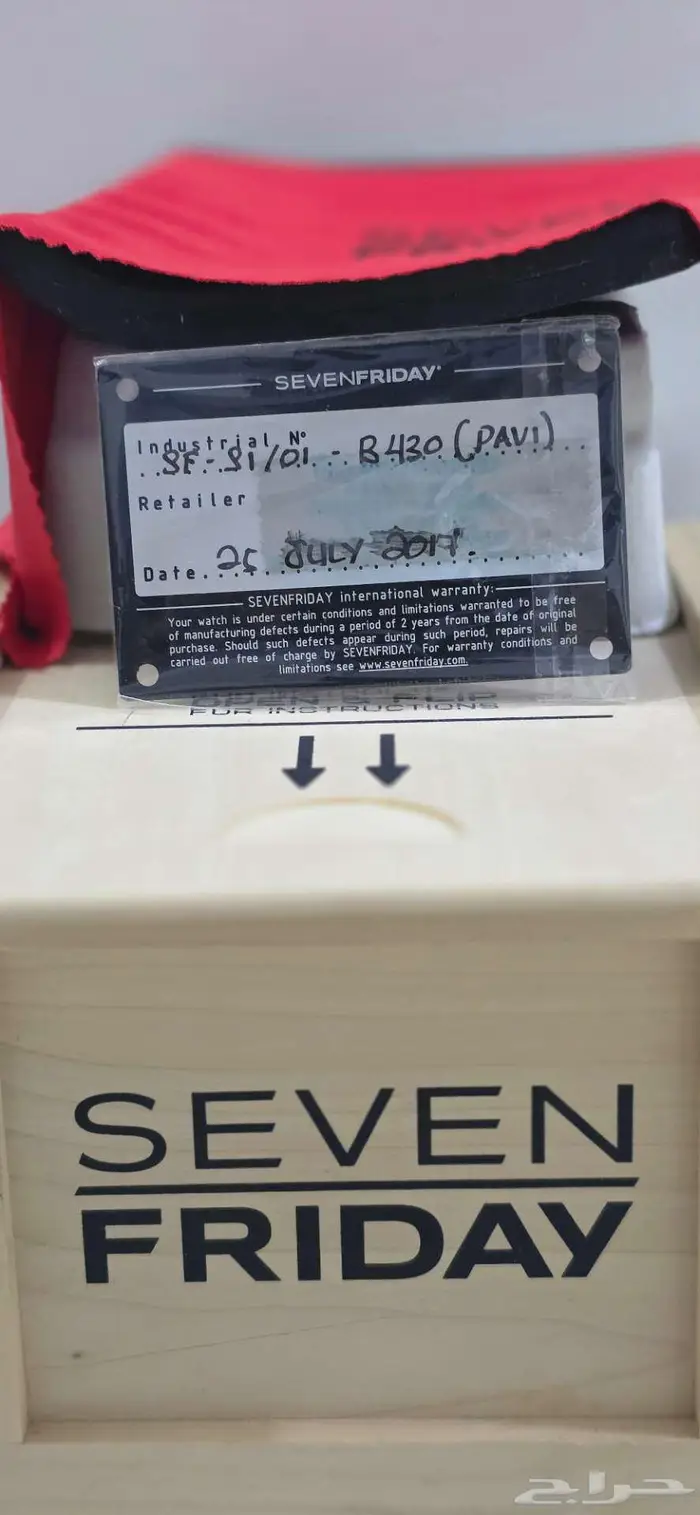 SEVENFRIDAY
Industrial N°
SF-S1/01 - B430 (PAV1)
Retailer
Date. 25 JULY 2017.
SEVENFRIDAY international warranty:
Your watch is under certain conditions and limitations warranted to be free
of manufacturing defects during a period of 2 years from the date of original
purchase. Should such defects appear during such period, repairs will be
carried out free of charge by SEVENFRIDAY. For warranty conditions and
limitations see www.sevenfriday.com.
FOR INSTRUCTIONS
SEVEN
FRIDAY
حراج